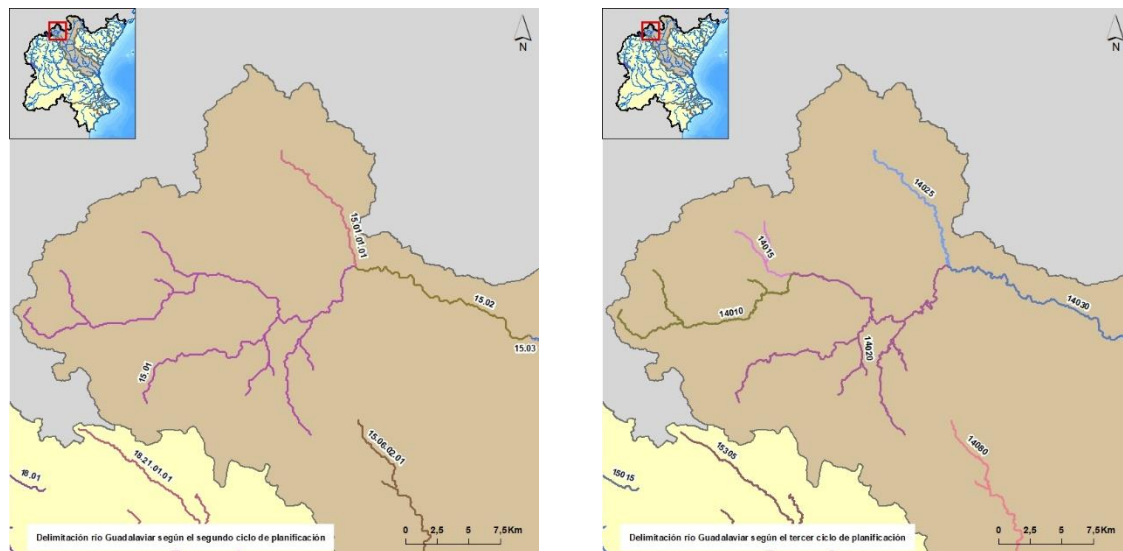 N
15.01.01.01
15.02
15.03
15.01
15.06.02.01
18.21.01.01
18.01
0 2,5 5 7,5 Km
Delimitación río Guadalaviar según el segundo ciclo de planificación
N
14025
14015
14010
14030
14020
14080
15305
15015
0 2,5 5 7,5 Km
Delimitación río Guadalaviar según el tercer ciclo de planificación